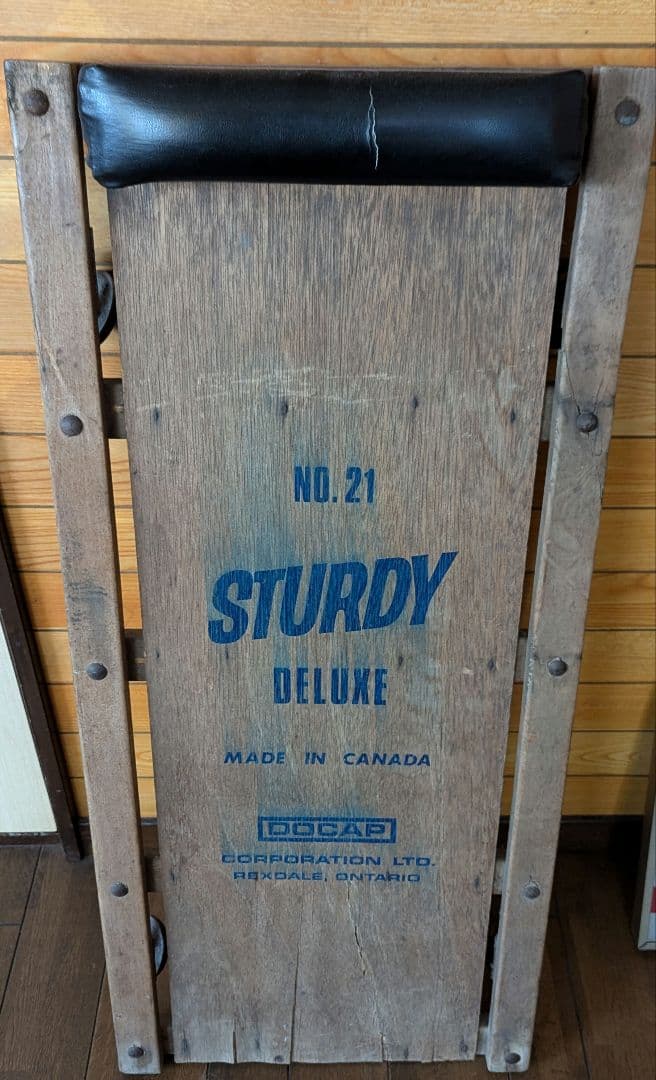 NO. 21
STURDY
DELUXE
MADE IN CANADA
DOCAP
CORPORATION LTD.
REXDALE, ONTARIO